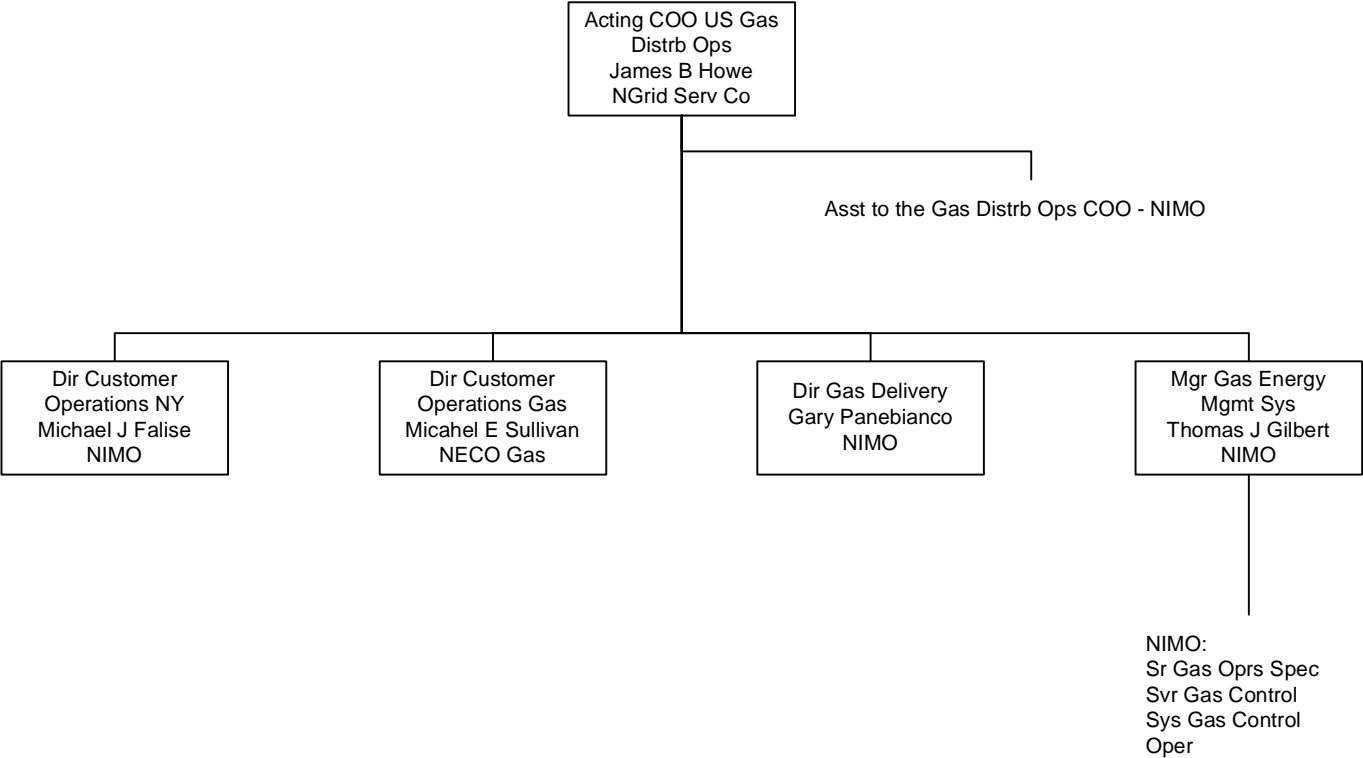 Acting COO US Gas
Distrb Ops
James B Howe
NGrid Serv Co
Asst to the Gas Distrb Ops COO - NIMO
Dir Customer
Operations NY
Michael J Falise
NIMO
Dir Customer
Operations Gas
Micahel E Sullivan
NECO Gas
Dir Gas Delivery
Gary Panebianco
NIMO
Mgr Gas Energy
Mgmt Sys
Thomas J Gilbert
NIMO
NIMO:
Sr Gas Oprs Spec
Svr Gas Control
Sys Gas Control
Oper